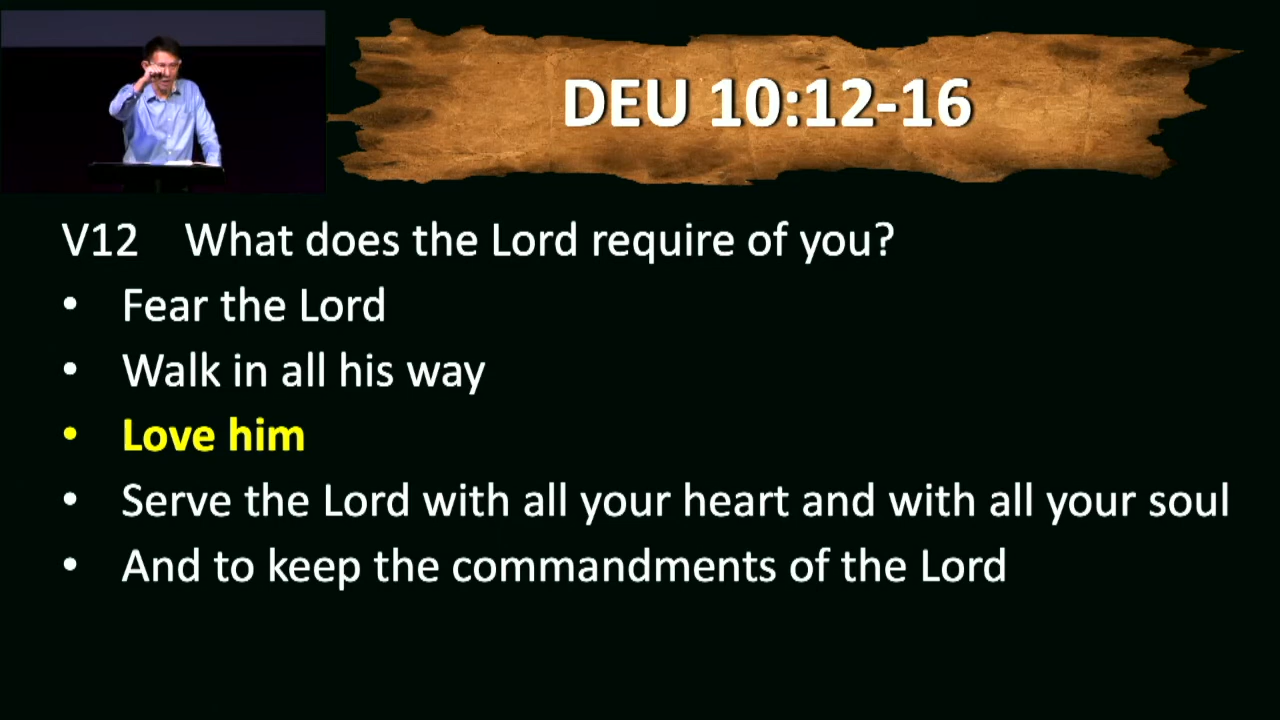 DEU 10:12-16
V12 What does the Lord require of you?
• Fear the Lord
• Walk in all his way
• Love him
• Serve the Lord with all your heart and with all your soul
• And to keep the commandments of the Lord